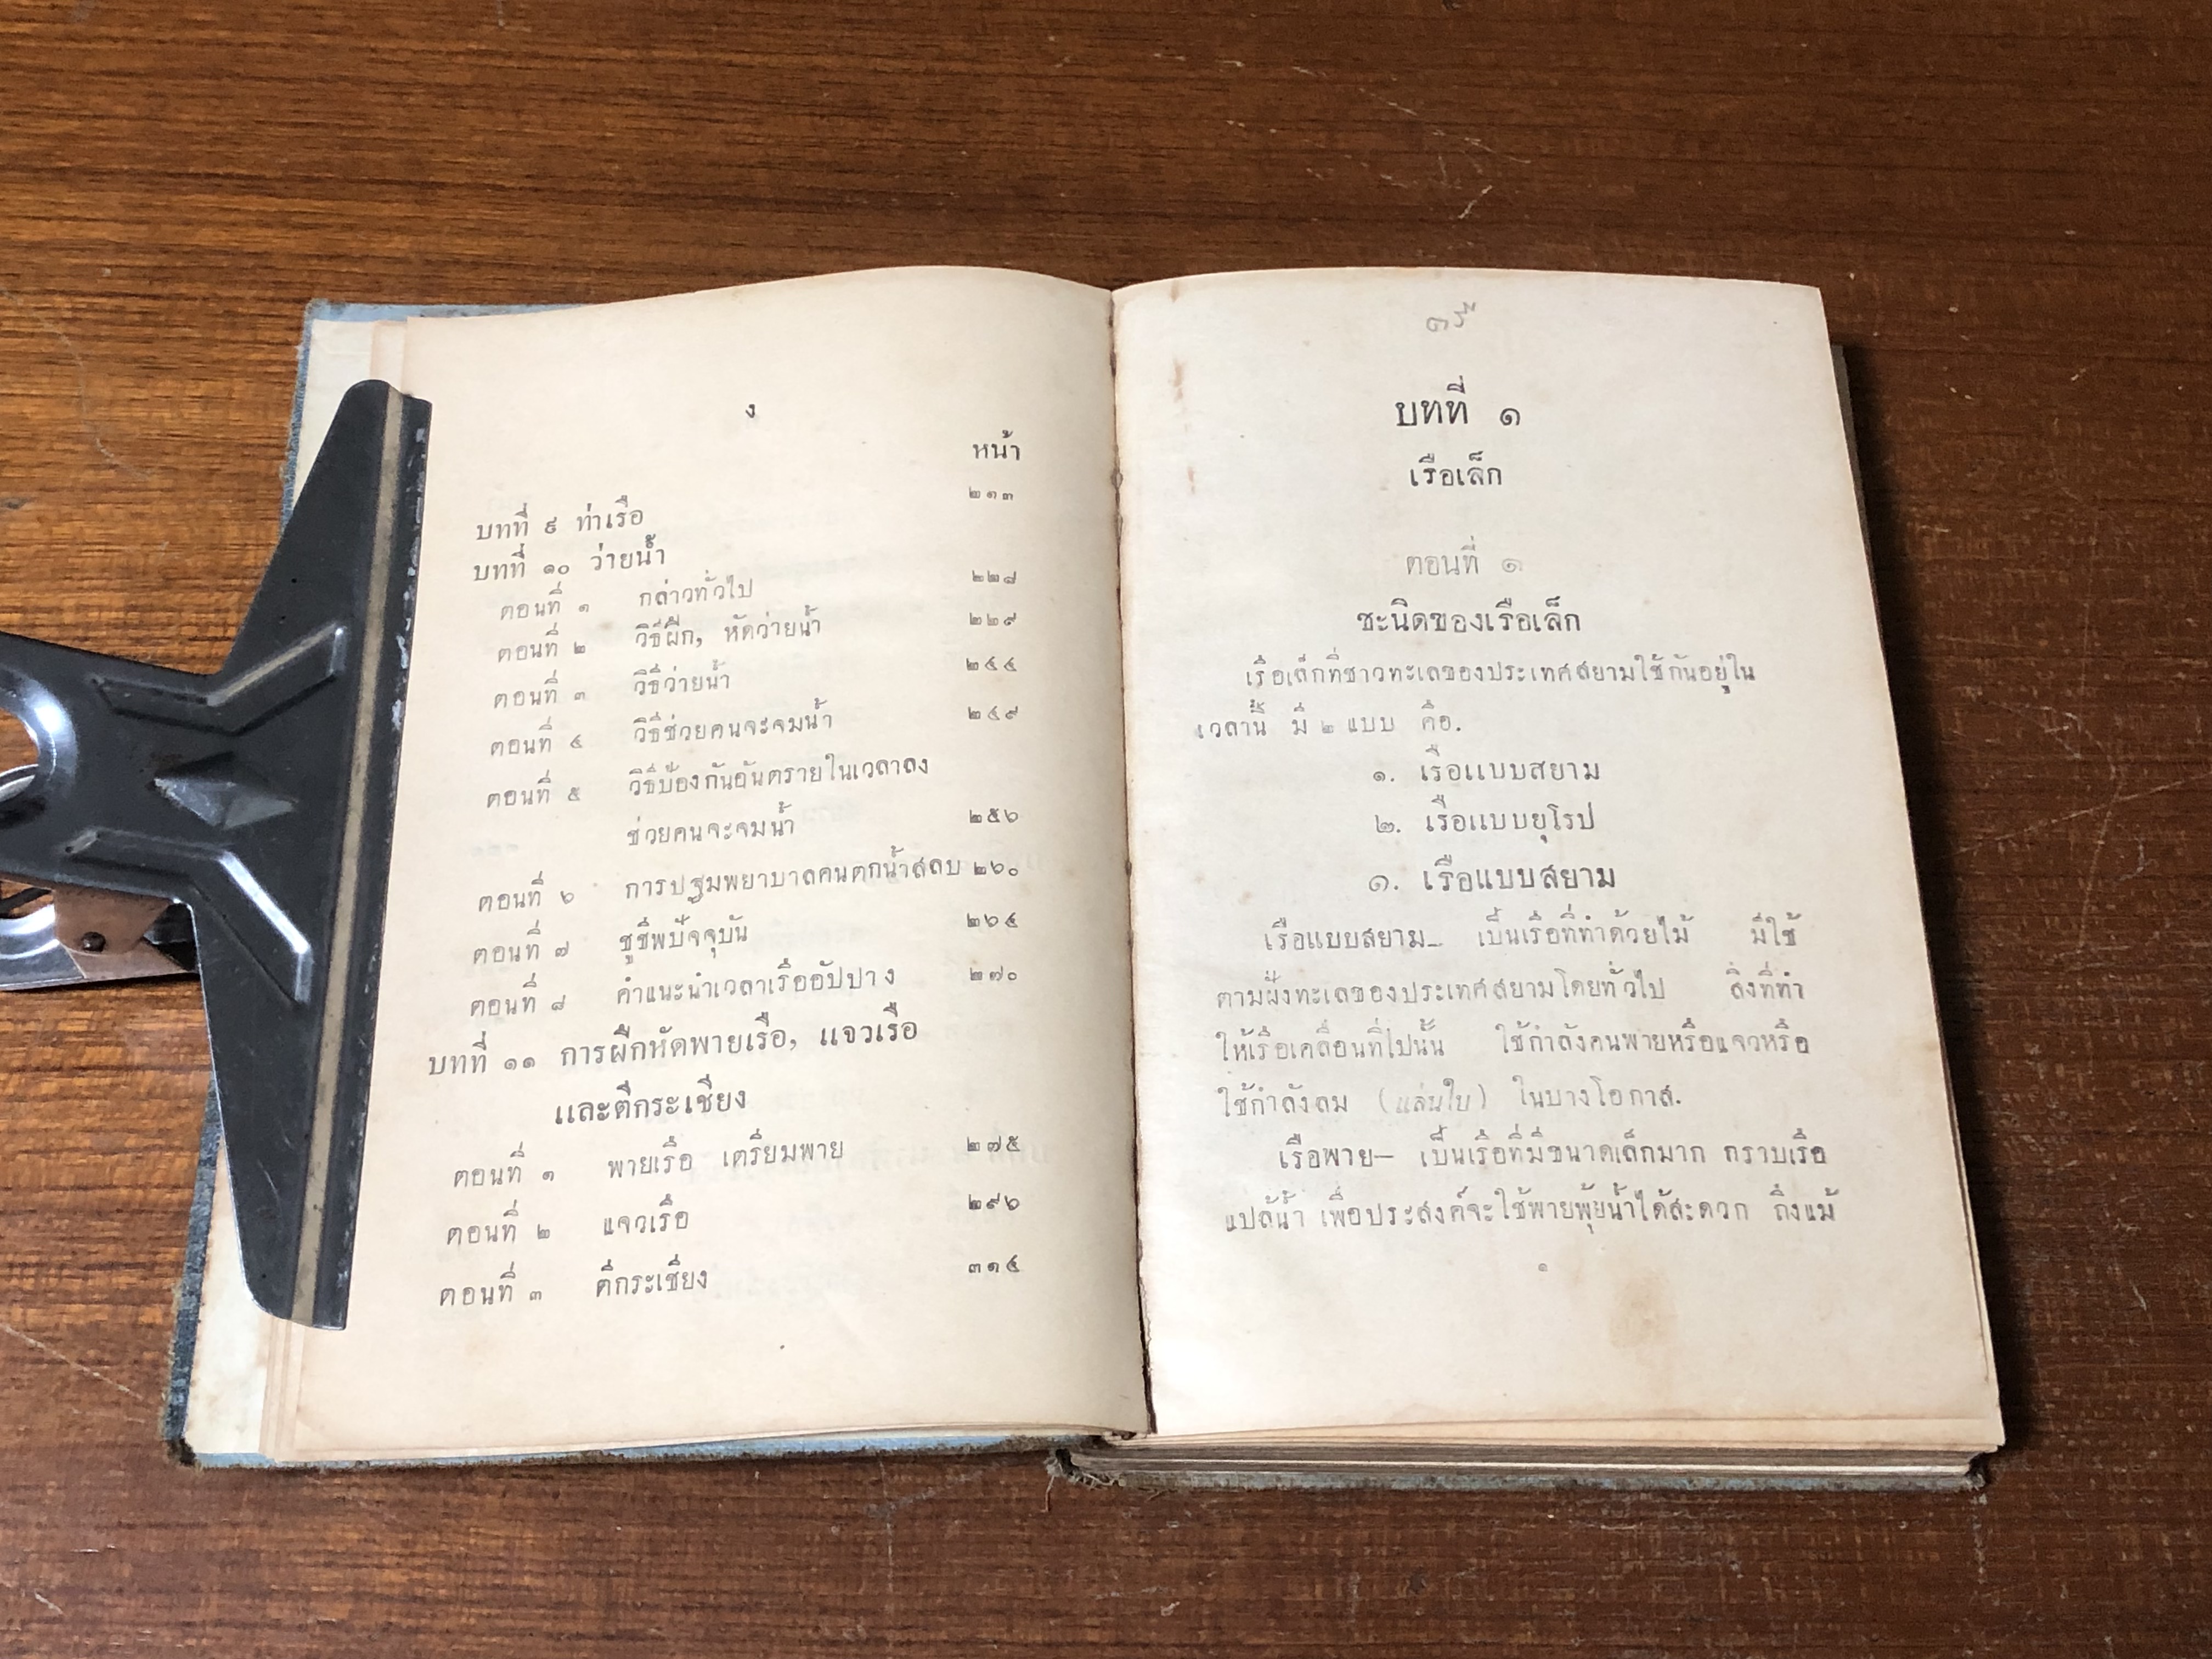 ง
หน้า
บทที่ ๙ ท่าเรือ ๒๑๓
บทที่ ๑๐ ว่ายน้ำ
ตอนที่ ๑ กล่าวทั่วไป ๒๒๘
ตอนที่ ๒ วิธีฝึก, หัดว่ายน้ำ ๒๒๙
ตอนที่ ๓ วิธีว่ายน้ำ ๒๔๔
ตอนที่ ๔ วิธีช่วยคนจะจมน้ำ ๒๔๙
ตอนที่ ๕ วิธีป้องกันอันตรายในเวลาลง
ช่วยคนจะจมน้ำ ๒๕๖
ตอนที่ ๖ การปฐมพยาบาลคนตกน้ำสลบ ๒๖๐
ตอนที่ ๗ ชูชีพปัจจุบัน ๒๖๔
ตอนที่ ๘ คำแนะนำเวลาเรืออัปปาง ๒๗๐
บทที่ ๑๑ การฝึกหัดพายเรือ, แจวเรือ
และตีกระเชียง
ตอนที่ ๑ พายเรือ เตรียมพาย ๒๗๕
ตอนที่ ๒ แจวเรือ ๒๙๖
ตอนที่ ๓ ตีกระเชียง ๓๑๔
บทที่ ๑
เรือเล็ก
ตอนที่ ๑
ชะนิดของเรือเล็ก
เรือเล็กที่ชาวทะเลของประเทศสยามใช้กันอยู่ใน
เวลานี้ มี ๒ แบบ คือ.
๑. เรือแบบสยาม
๒. เรือแบบยุโรป
๑. เรือแบบสยาม
เรือแบบสยาม_ เป็นเรือที่ทำด้วยไม้ มีใช้
ตามฝั่งทะเลของประเทศสยามโดยทั่วไป สิ่งที่ทำ
ให้เรือเคลื่อนที่ไปนั้น ใช้กำลังคนพายหรือแจวหรือ
ใช้กำลังลม (แล่นใบ) ในบางโอกาส.
เรือพาย— เป็นเรือที่มีขนาดเล็กมาก กราบเรือ
แปล้น้ำ เพื่อประสงค์จะใช้พายพุ้ยน้ำได้สะดวก ถึงแม้
๑